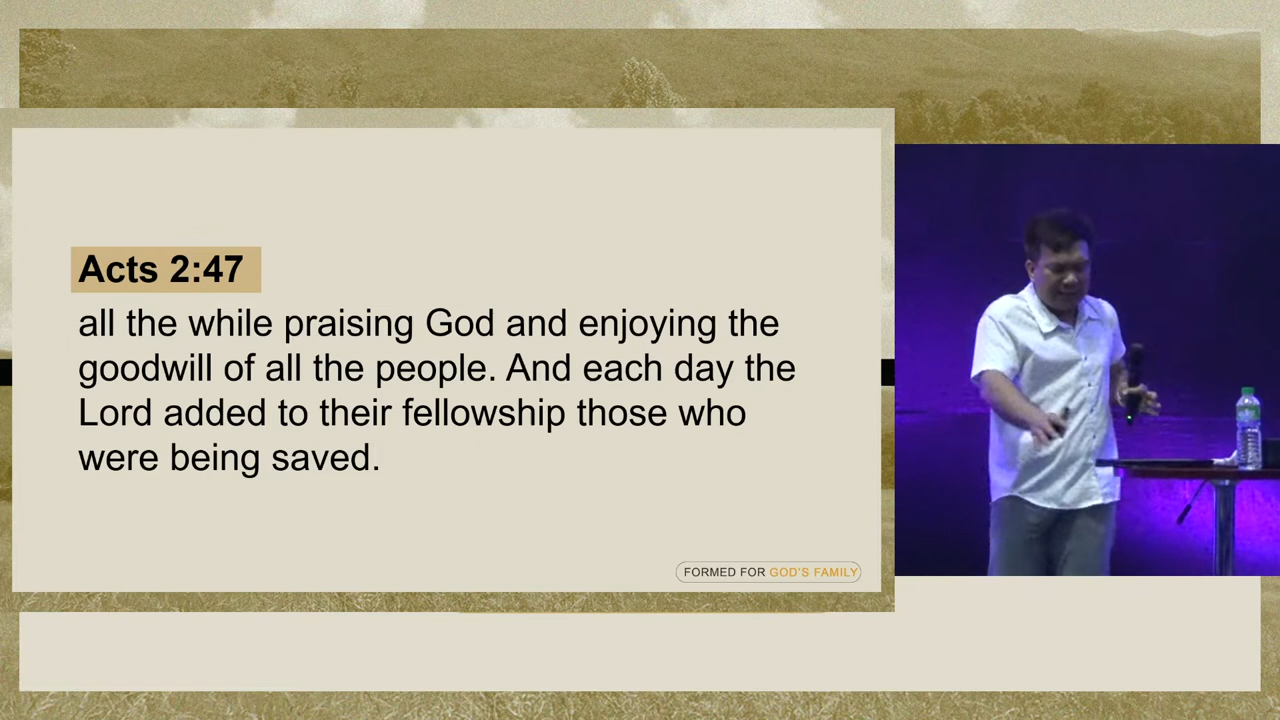 Acts 2:47
all the while praising God and enjoying the
goodwill of all the people. And each day the
Lord added to their fellowship those who
were being saved.
FORMED FOR GOD'S FAMILY